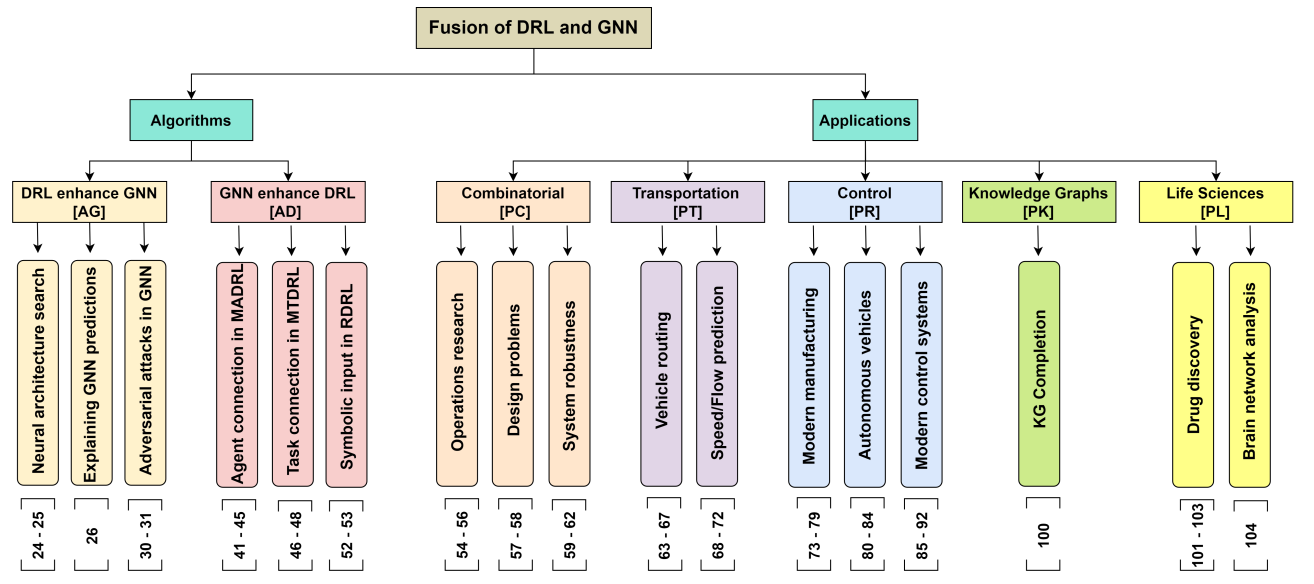 Fusion of DRL and GNN
Algorithms
Applications
DRL enhance GNN
[AG]
GNN enhance DRL
[AD]
Combinatorial
[PC]
Transportation
[PT]
Control
[PR]
Knowledge Graphs
[PK]
Life Sciences
[PL]
Neural architecture search
Explaining GNN predictions
Adversarial attacks in GNN
Agent connection in MADRL
Task connection in MTDRL
Symbolic input in RDRL
Operations research
Design problems
System robustness
Vehicle routing
Speed/Flow prediction
Modern manufacturing
Autonomous vehicles
Modern control systems
KG Completion
Drug discovery
Brain network analysis
[24 - 25]
[26]
[30 - 31]
[41 - 45]
[46 - 48]
[52 - 53]
[54 - 56]
[57 - 58]
[59 - 62]
[63 - 67]
[68 - 72]
[73 - 79]
[80 - 84]
[85 - 92]
[100]
[101 - 103]
[104]